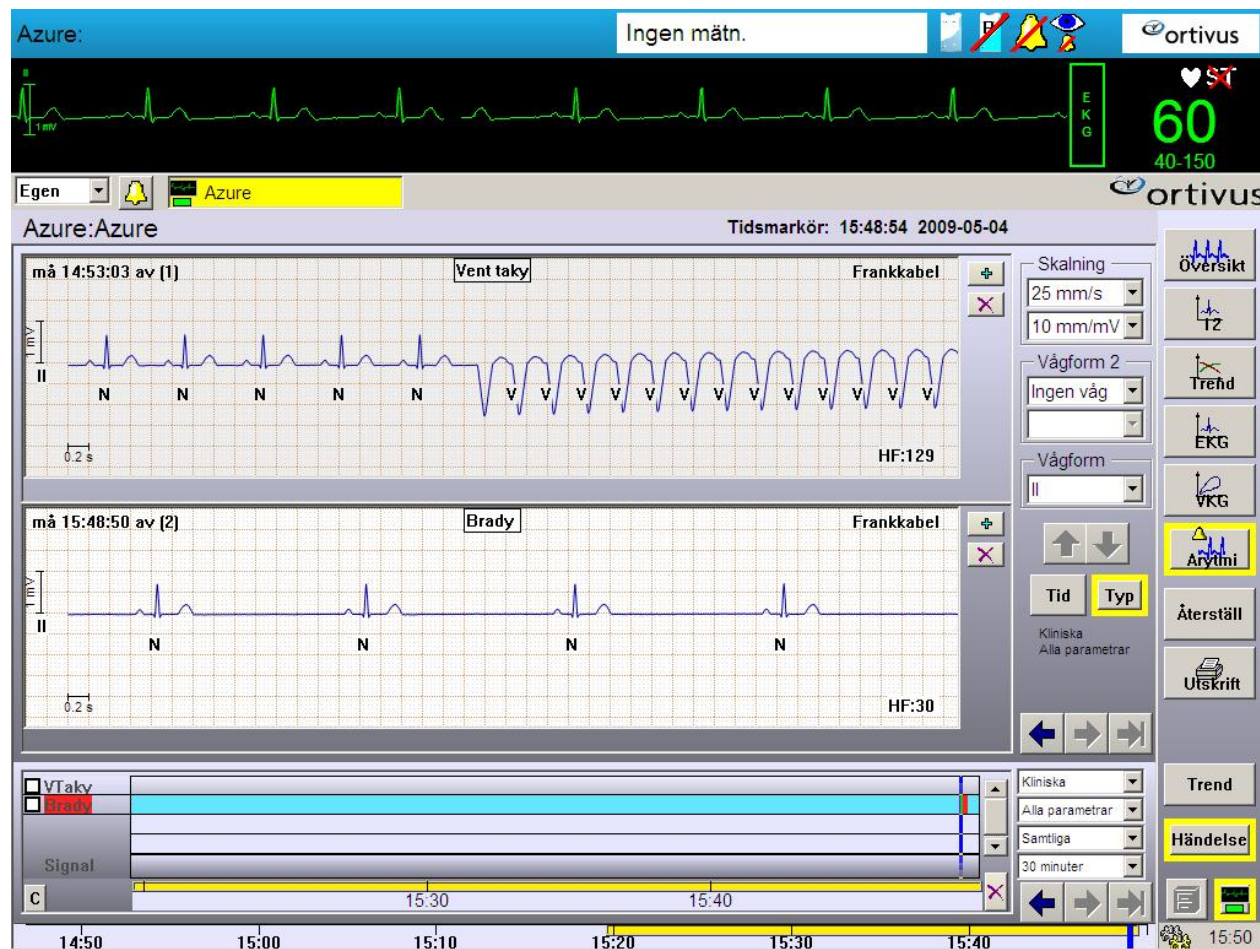 Azure:
Ingen mätn.
ortivus
II
1 mV
EKG
ST
60
40-150
Egen
Azure
ortivus
Azure:Azure
Tidsmarkör: 15:48:54 2009-05-04
må 14:53:03 av (1)
Vent taky
Frankkabel
1 mV
II
N N N N N V V V V V V V V V V V V V
0.2 s
HF:129
må 15:48:50 av (2)
Brady
Frankkabel
1 mV
II
N N N N
0.2 s
HF:30
Skalning
25 mm/s
10 mm/mV
Vågform 2
Ingen våg
Vågform
II
Tid
Typ
Kliniska
Alla parametrar
Översikt
12
Trend
EKG
VKG
Arytmi
Återställ
Utskrift
VTaky
Brady
Signal
C
15:30 15:40
Kliniska
Alla parametrar
Samtliga
30 minuter
Trend
Händelse
14:50 15:00 15:10 15:20 15:30 15:40
15:50